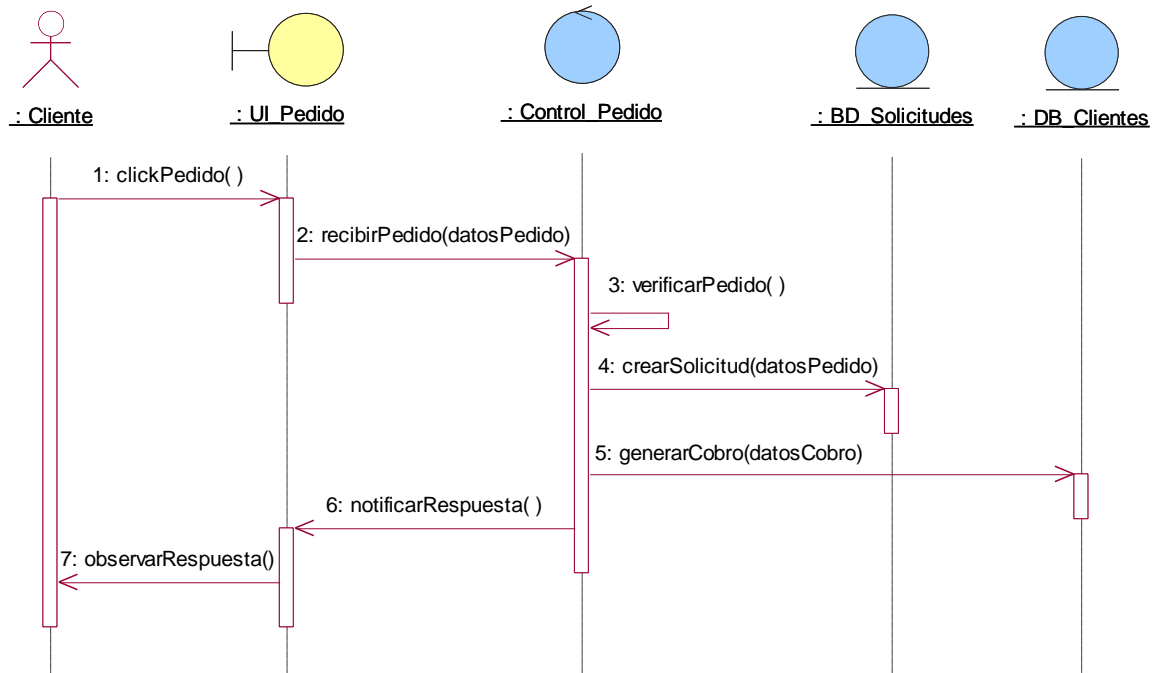 : Cliente
: UI_Pedido
: Control_Pedido
: BD_Solicitudes
: DB_Clientes
1: clickPedido( )
2: recibirPedido(datosPedido)
3: verificarPedido( )
4: crearSolicitud(datosPedido)
5: generarCobro(datosCobro)
6: notificarRespuesta( )
7: observarRespuesta()